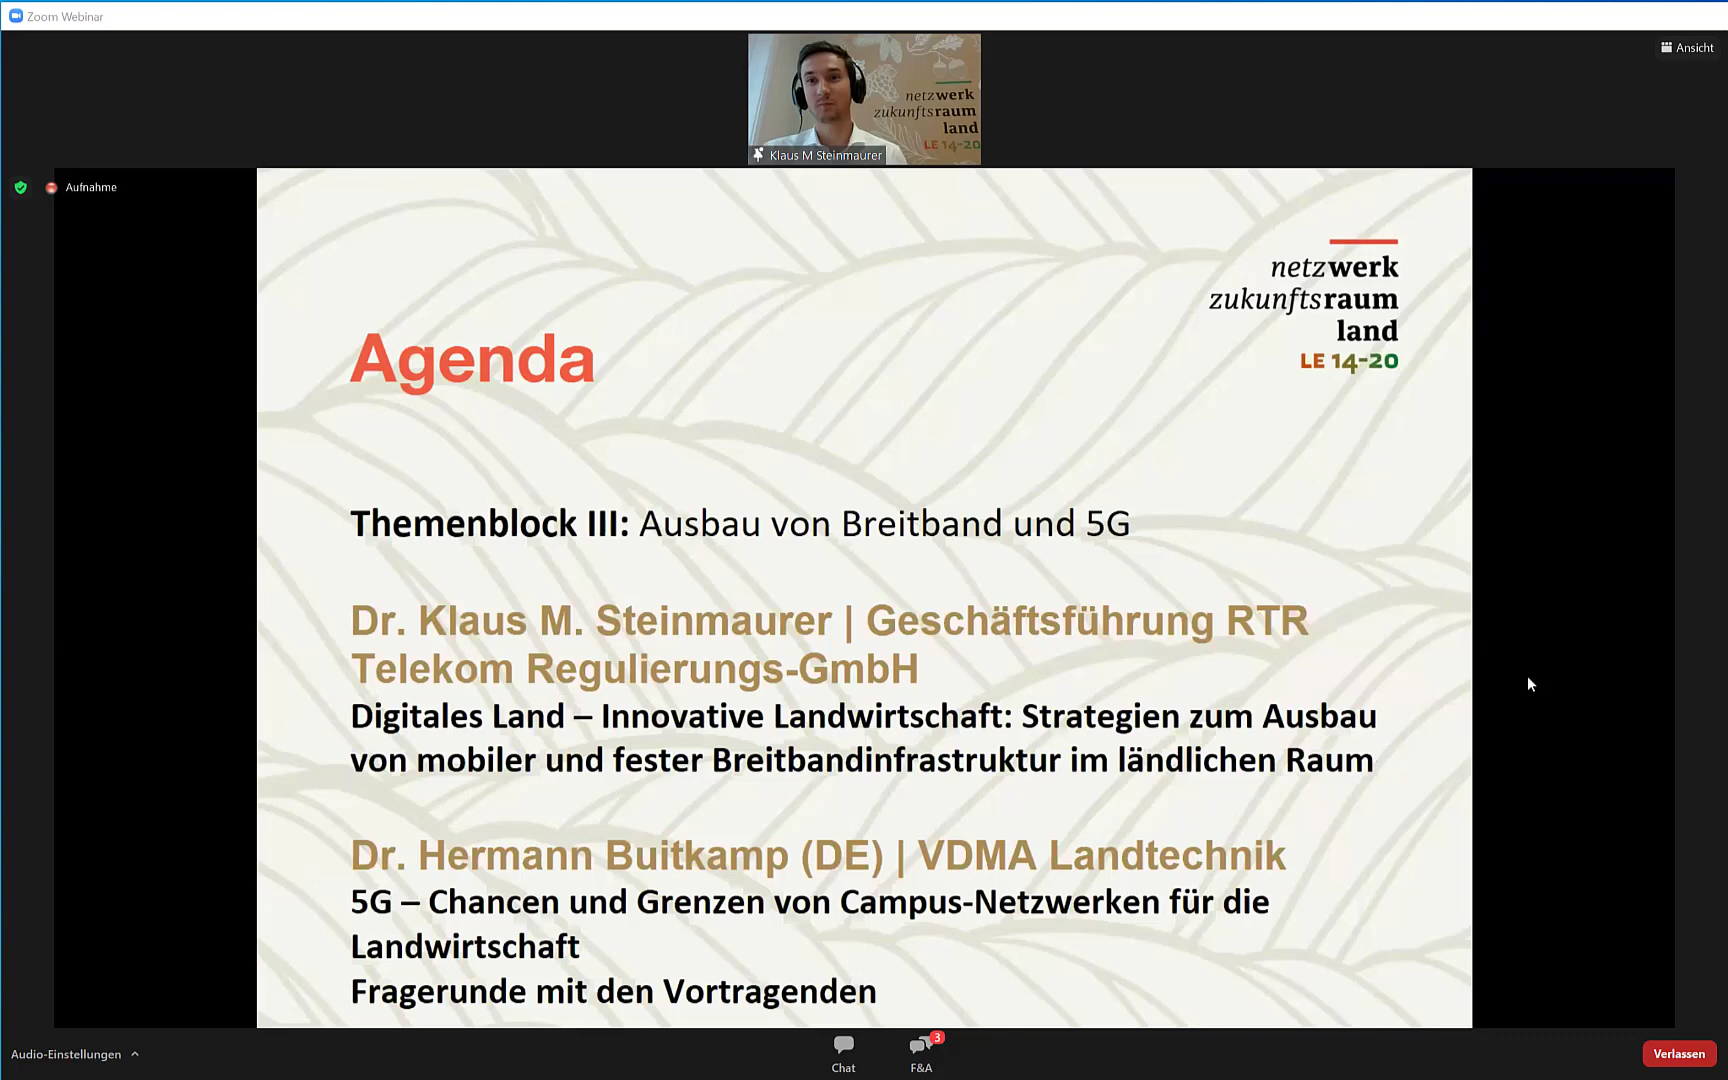 Zoom Webinar
Ansicht
netzwerk
zukunftsraum
land
LE 14-20
Klaus M Steinmaurer
Aufnahme
netzwerk
zukunftsraum
land
LE 14-20
Agenda
Themenblock III: Ausbau von Breitband und 5G
Dr. Klaus M. Steinmaurer | Geschäftsführung RTR
Telekom Regulierungs-GmbH
Digitales Land – Innovative Landwirtschaft: Strategien zum Ausbau
von mobiler und fester Breitbandinfrastruktur im ländlichen Raum
Dr. Hermann Buitkamp (DE) | VDMA Landtechnik
5G – Chancen und Grenzen von Campus-Netzwerken für die
Landwirtschaft
Fragerunde mit den Vortragenden
Audio-Einstellungen
Chat
3
F&A
Verlassen